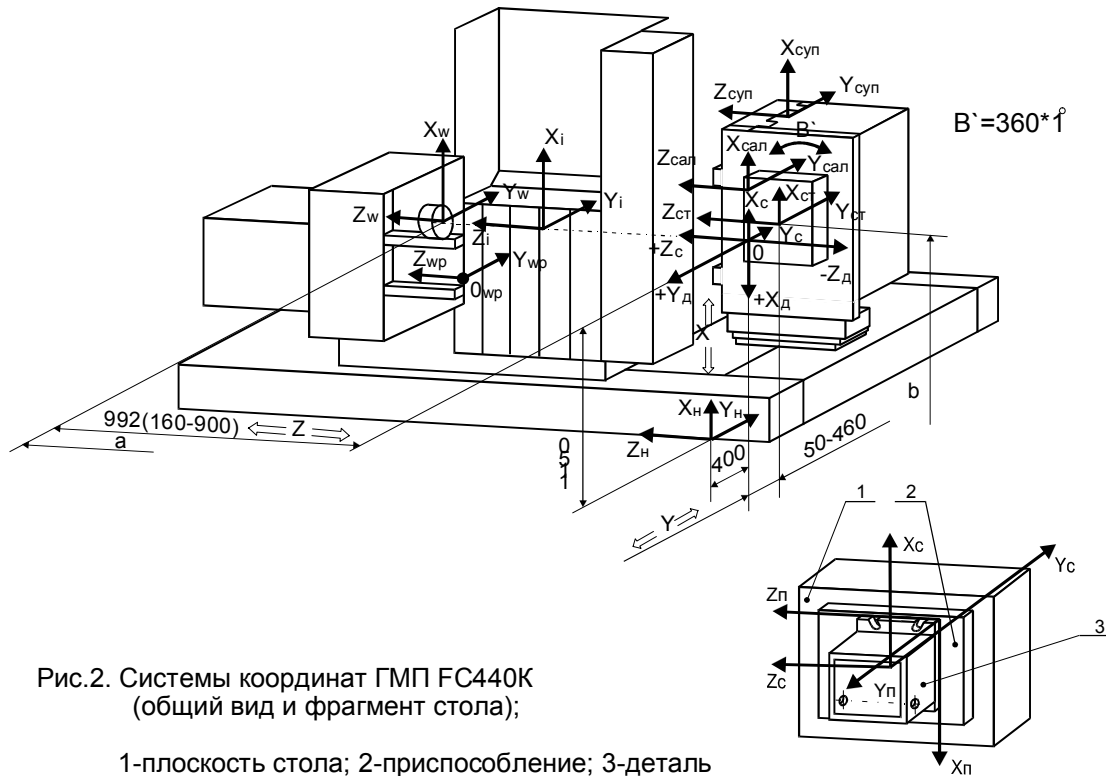 Xсуп
Zсуп
Yсуп
B`
B`=360*1°
Xw
Xi
Zсал
Xсал
Yсал
Zw
Yw
Yi
Xс
Xст
Zст
Yст
Zi
Zwp
Ywp
+Zс
Yс
0
-Zд
0wp
+Yд
+Xд
X
b
992(160-900)
Z
a
Xн
Yн
Zн
1150
400
50-460
Y
1
2
Xс
Yс
Zп
3
Zс
Yп
Xп
Рис.2. Системы координат ГМП FC440К
(общий вид и фрагмент стола);
1-плоскость стола; 2-приспособление; 3-деталь